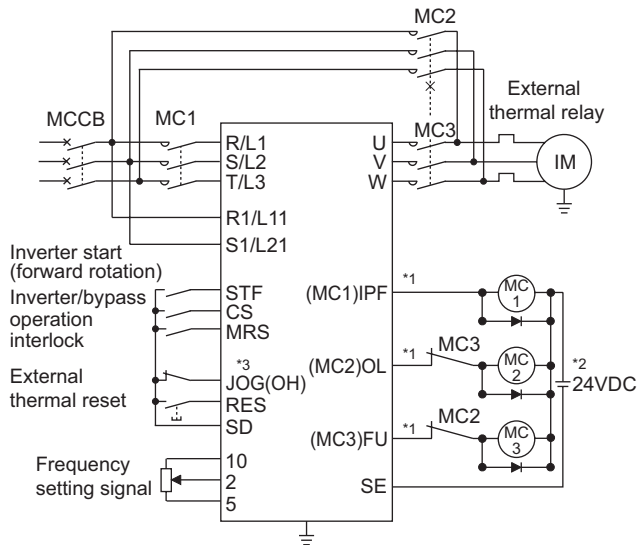 MC2
External
thermal relay
MCCB
MC1
MC3
R/L1
S/L2
T/L3
U
V
W
IM
R1/L11
S1/L21
Inverter start
(forward rotation)
Inverter/bypass
operation
interlock
External
thermal reset
STF
CS
MRS
*3
JOG(OH)
RES
SD
Frequency
setting signal
10
2
5
(MC1)IPF
*1
MC
1
(MC2)OL
*1
MC3
MC
2
*2
24VDC
(MC3)FU
*1
MC2
MC
3
SE